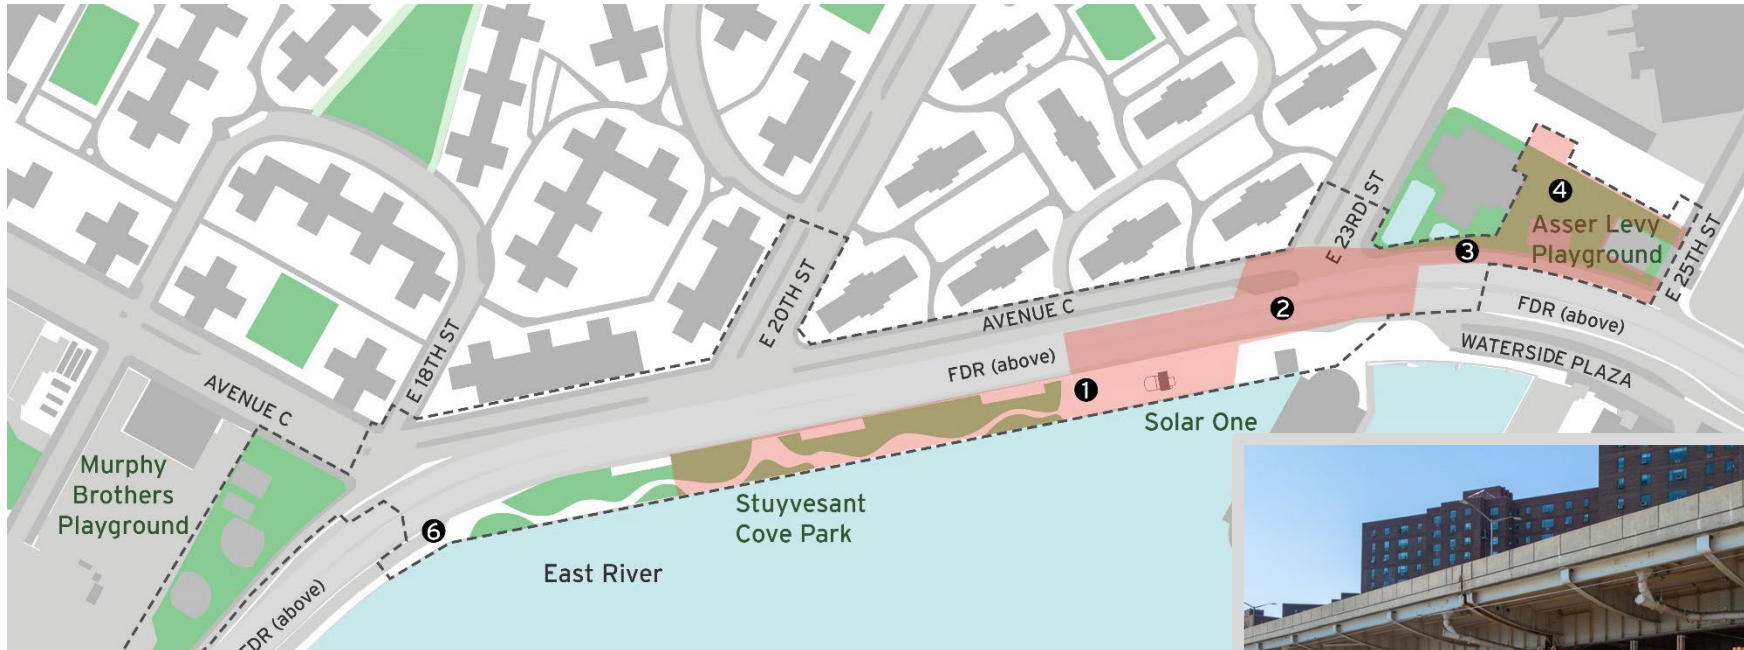 E 23RD ST
4
Asser Levy
Playground
3
E 25TH ST
E 20TH ST
AVENUE C
2
FDR (above)
WATERSIDE PLAZA
FDR (above)
E 18TH ST
AVENUE C
1
Solar One
Murphy
Brothers
Playground
Stuyvesant
Cove Park
6
East River
FDR (above)